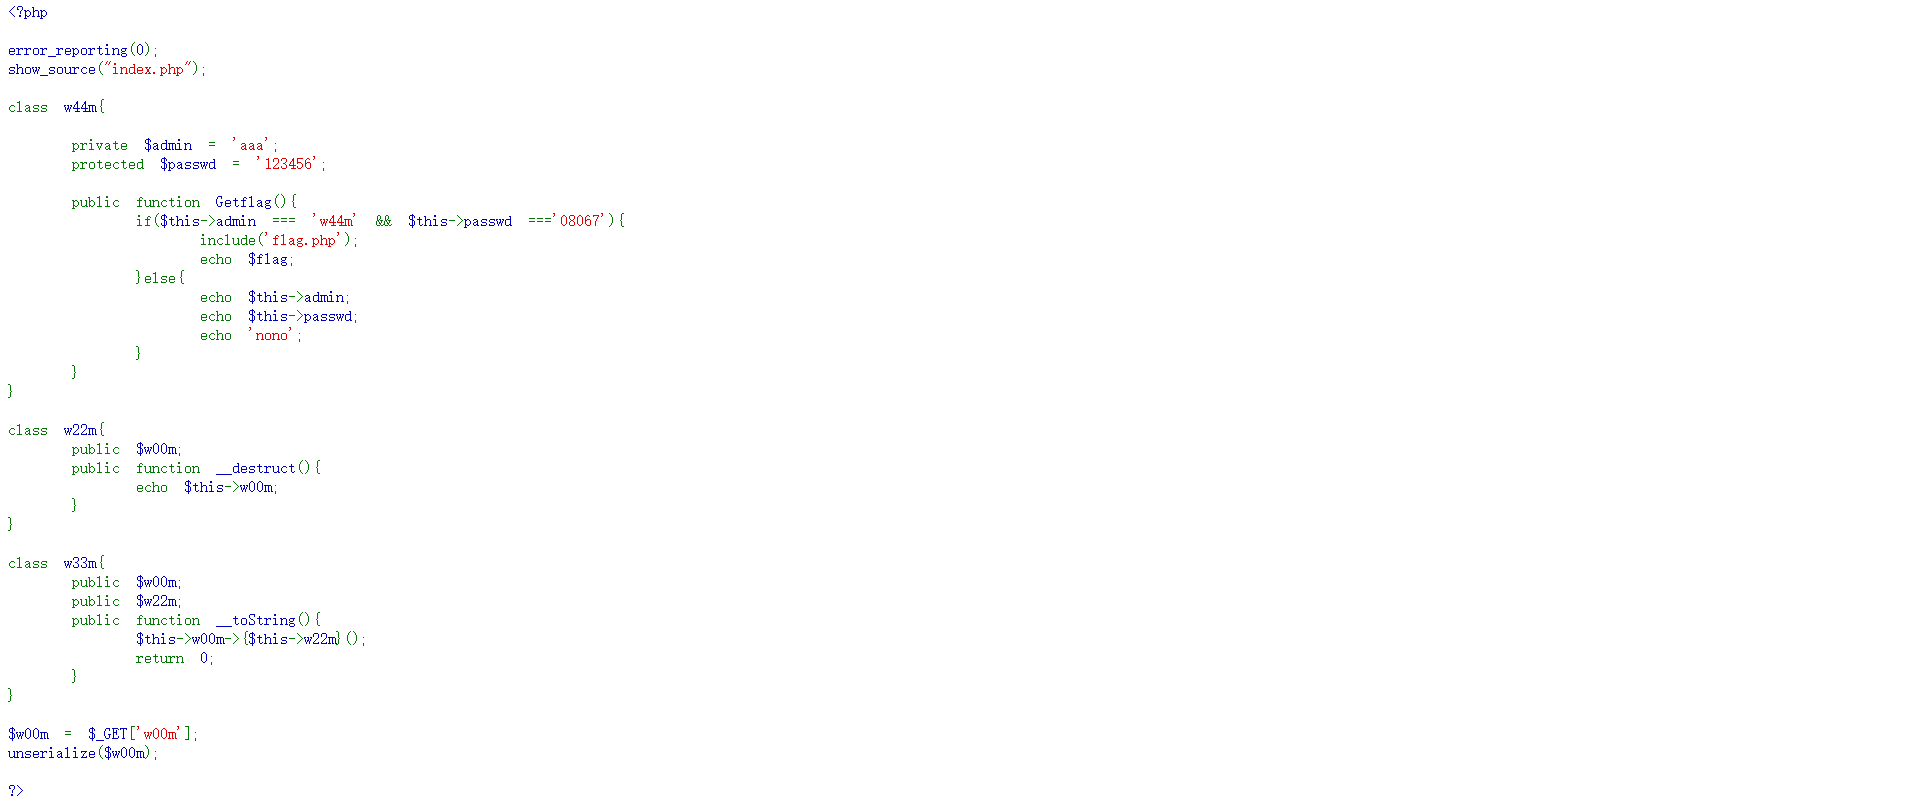 <?php
error_reporting(0);
show_source("index.php");
class w44m{
private $admin = 'aaa';
protected $passwd = '123456';
public function Getflag(){
if($this->admin === 'w44m' && $this->passwd ==='08067'){
include('flag.php');
echo $flag;
}else{
echo $this->admin;
echo $this->passwd;
echo 'nono';
}
}
}
class w22m{
public $w00m;
public function __destruct(){
echo $this->w00m;
}
}
class w33m{
public $w00m;
public $w22m;
public function __toString(){
$this->w00m->{$this->w22m}();
return 0;
}
}
$w00m = $_GET['w00m'];
unserialize($w00m);
?>